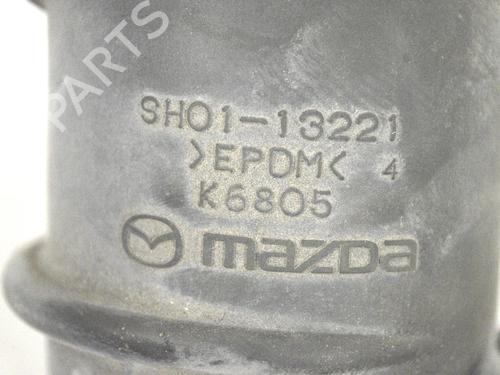 PARTS
SH01-13221
>EPDM< 4
K6805
mazda